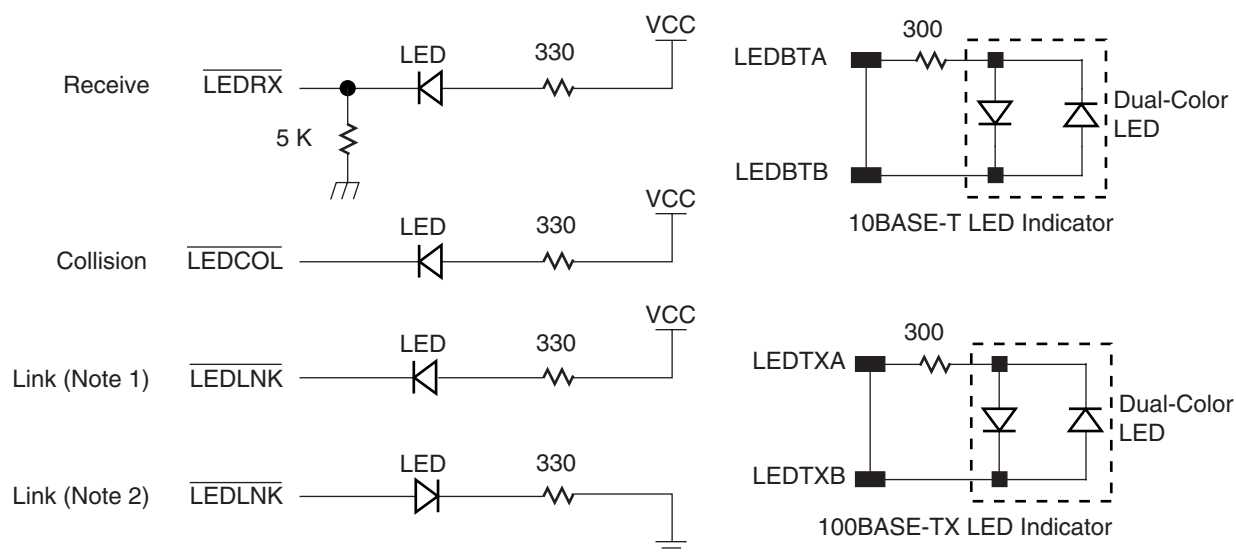 Receive LEDRX LED 330 VCC
5 K
Collision LEDCOL LED 330 VCC
Link (Note 1) LEDLNK LED 330 VCC
Link (Note 2) LEDLNK LED 330
LEDBTA 300
Dual-Color
LED
LEDBTB
10BASE-T LED Indicator
LEDTXA 300
Dual-Color
LED
LEDTXB
100BASE-TX LED Indicator